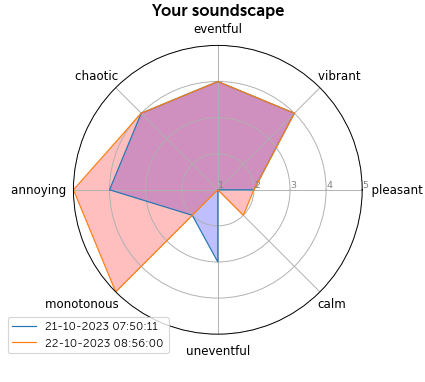 Your soundscape
eventful
chaotic
vibrant
annoying
1 2 3 4 5
pleasant
monotonous
calm
uneventful
21-10-2023 07:50:11
22-10-2023 08:56:00